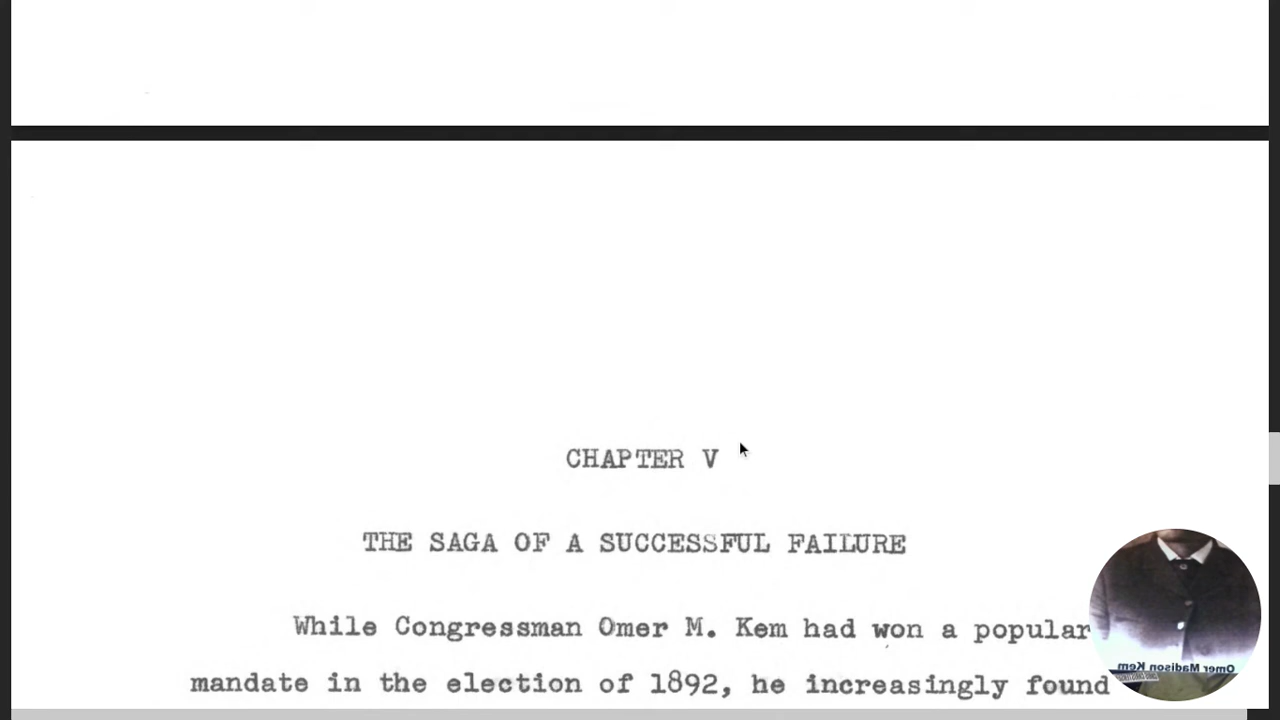 CHAPTER V
THE SAGA OF A SUCCESSFUL FAILURE
While Congressman Omer M. Kem had won a popular
mandate in the election of 1892, he increasingly found
Omer Madison Kem